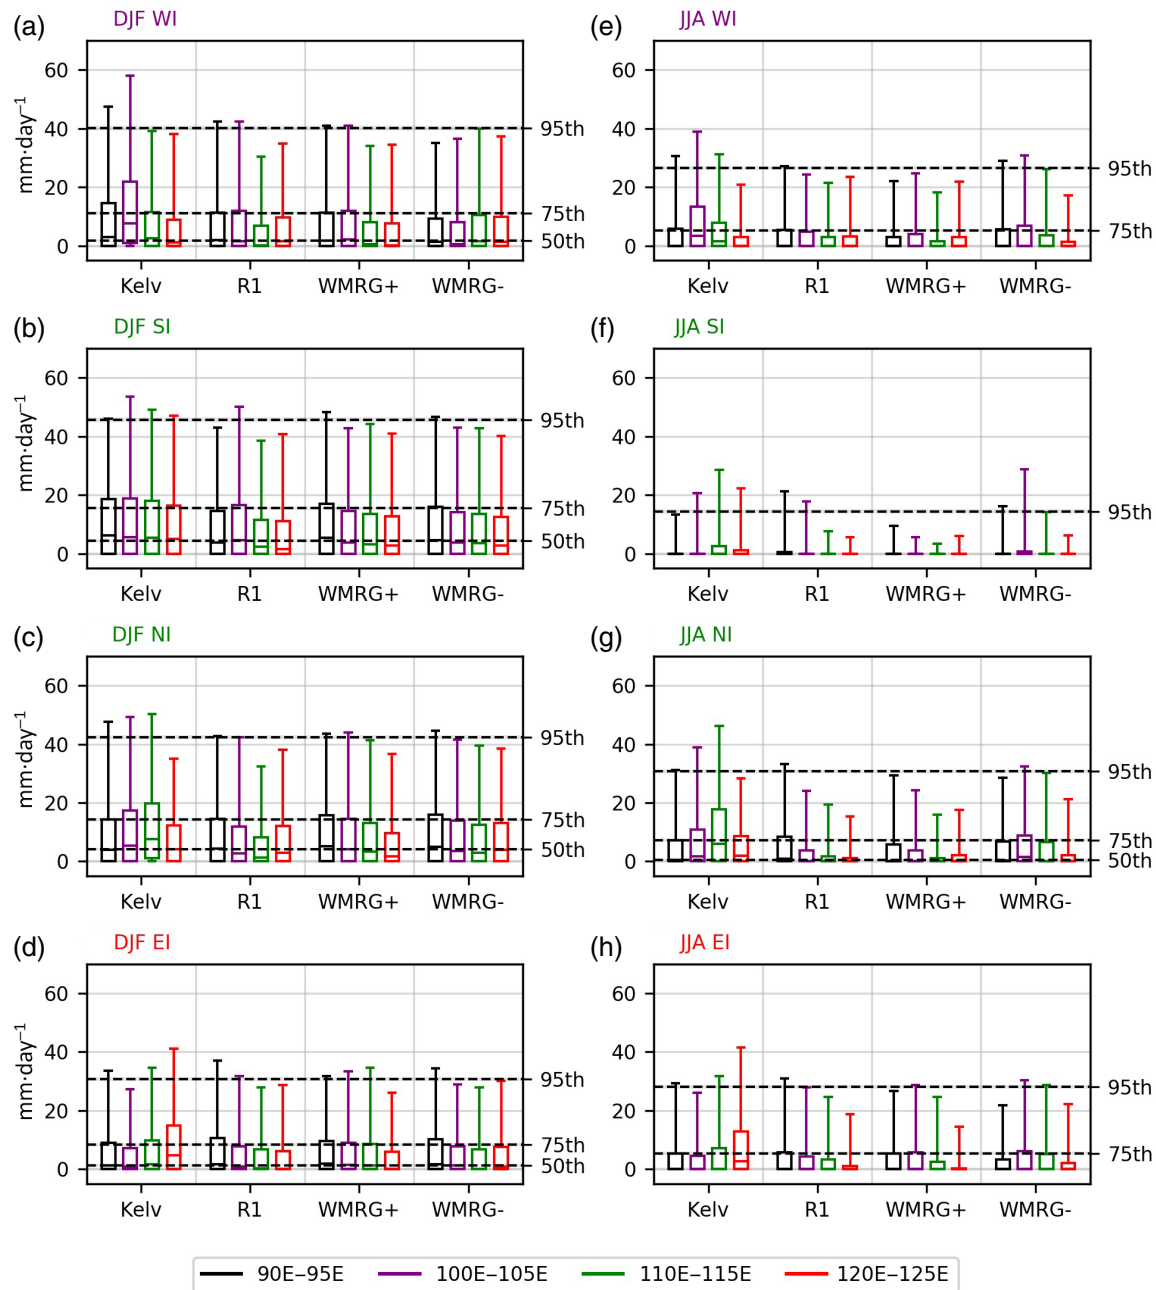 (a) DJF WI
mm·day⁻¹
60
40
20
0
95th
75th
50th
Kelv R1 WMRG+ WMRG-
(e) JJA WI
60
40
20
0
95th
75th
Kelv R1 WMRG+ WMRG-
(b) DJF SI
mm·day⁻¹
60
40
20
0
95th
75th
50th
Kelv R1 WMRG+ WMRG-
(f) JJA SI
60
40
20
0
95th
Kelv R1 WMRG+ WMRG-
(c) DJF NI
mm·day⁻¹
60
40
20
0
95th
75th
50th
Kelv R1 WMRG+ WMRG-
(g) JJA NI
60
40
20
0
95th
75th
50th
Kelv R1 WMRG+ WMRG-
(d) DJF EI
mm·day⁻¹
60
40
20
0
95th
75th
50th
Kelv R1 WMRG+ WMRG-
(h) JJA EI
60
40
20
0
95th
75th
Kelv R1 WMRG+ WMRG-
90E–95E 100E–105E 110E–115E 120E–125E